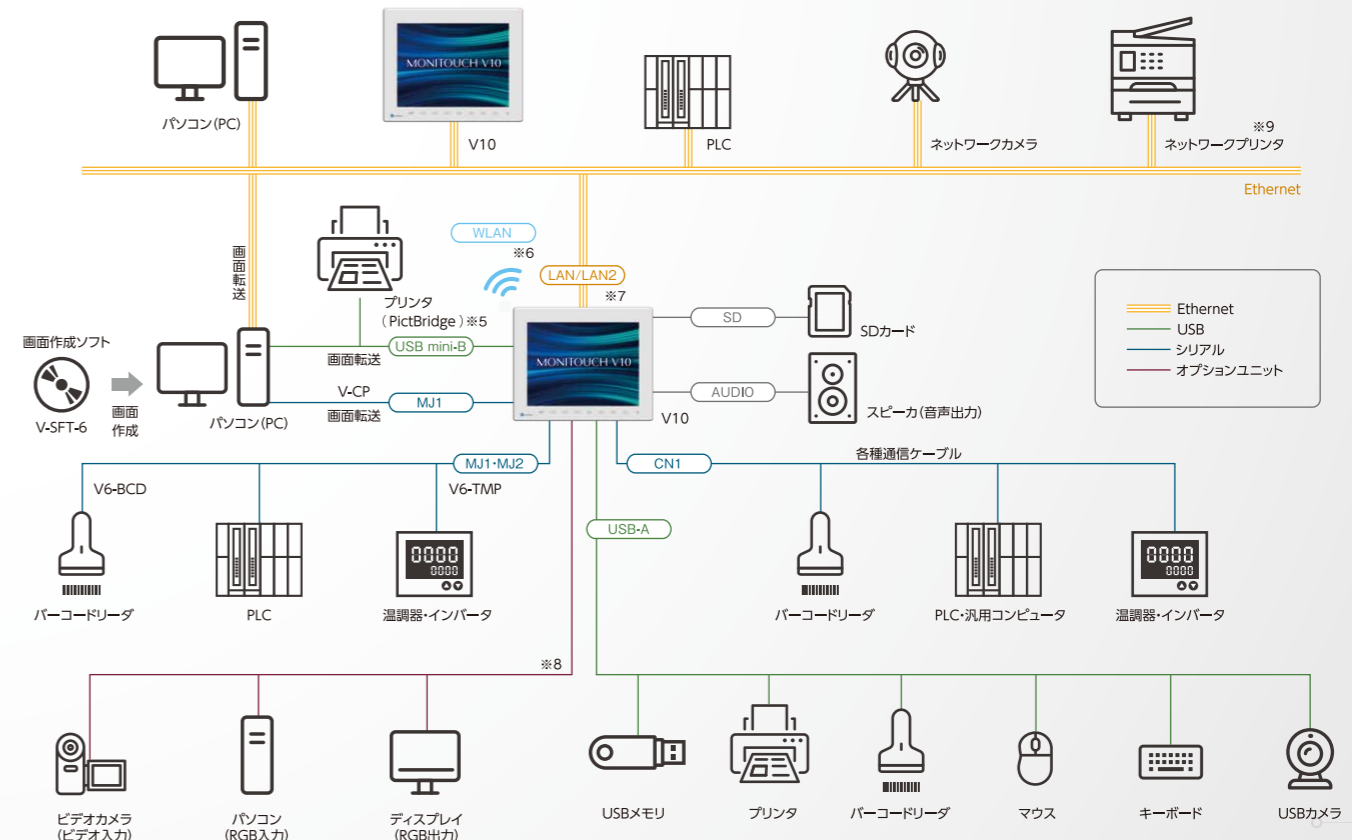 MONITOUCH V10
パソコン(PC)
V10
PLC
ネットワークカメラ
※9
ネットワークプリンタ
Ethernet
画面転送
WLAN
※6
LAN/LAN2
※7
プリンタ
(PictBridge)※5
USB mini-B
画面転送
SD
SDカード
Ethernet
USB
シリアル
オプションユニット
画面作成ソフト
V-SFT-6
画面
作成
パソコン(PC)
V-CP
画面転送
MJ1
MONITOUCH V10
V10
AUDIO
スピーカ(音声出力)
MJ1・MJ2
CN1
各種通信ケーブル
V6-BCD
V6-TMP
USB-A
0000
0000
0000
0000
バーコードリーダ
PLC
温調器・インバータ
バーコードリーダ
PLC・汎用コンピュータ
温調器・インバータ
※8
ビデオカメラ
(ビデオ入力)
パソコン
(RGB入力)
ディスプレイ
(RGB出力)
USBメモリ
プリンタ
バーコードリーダ
マウス
キーボード
USBカメラ